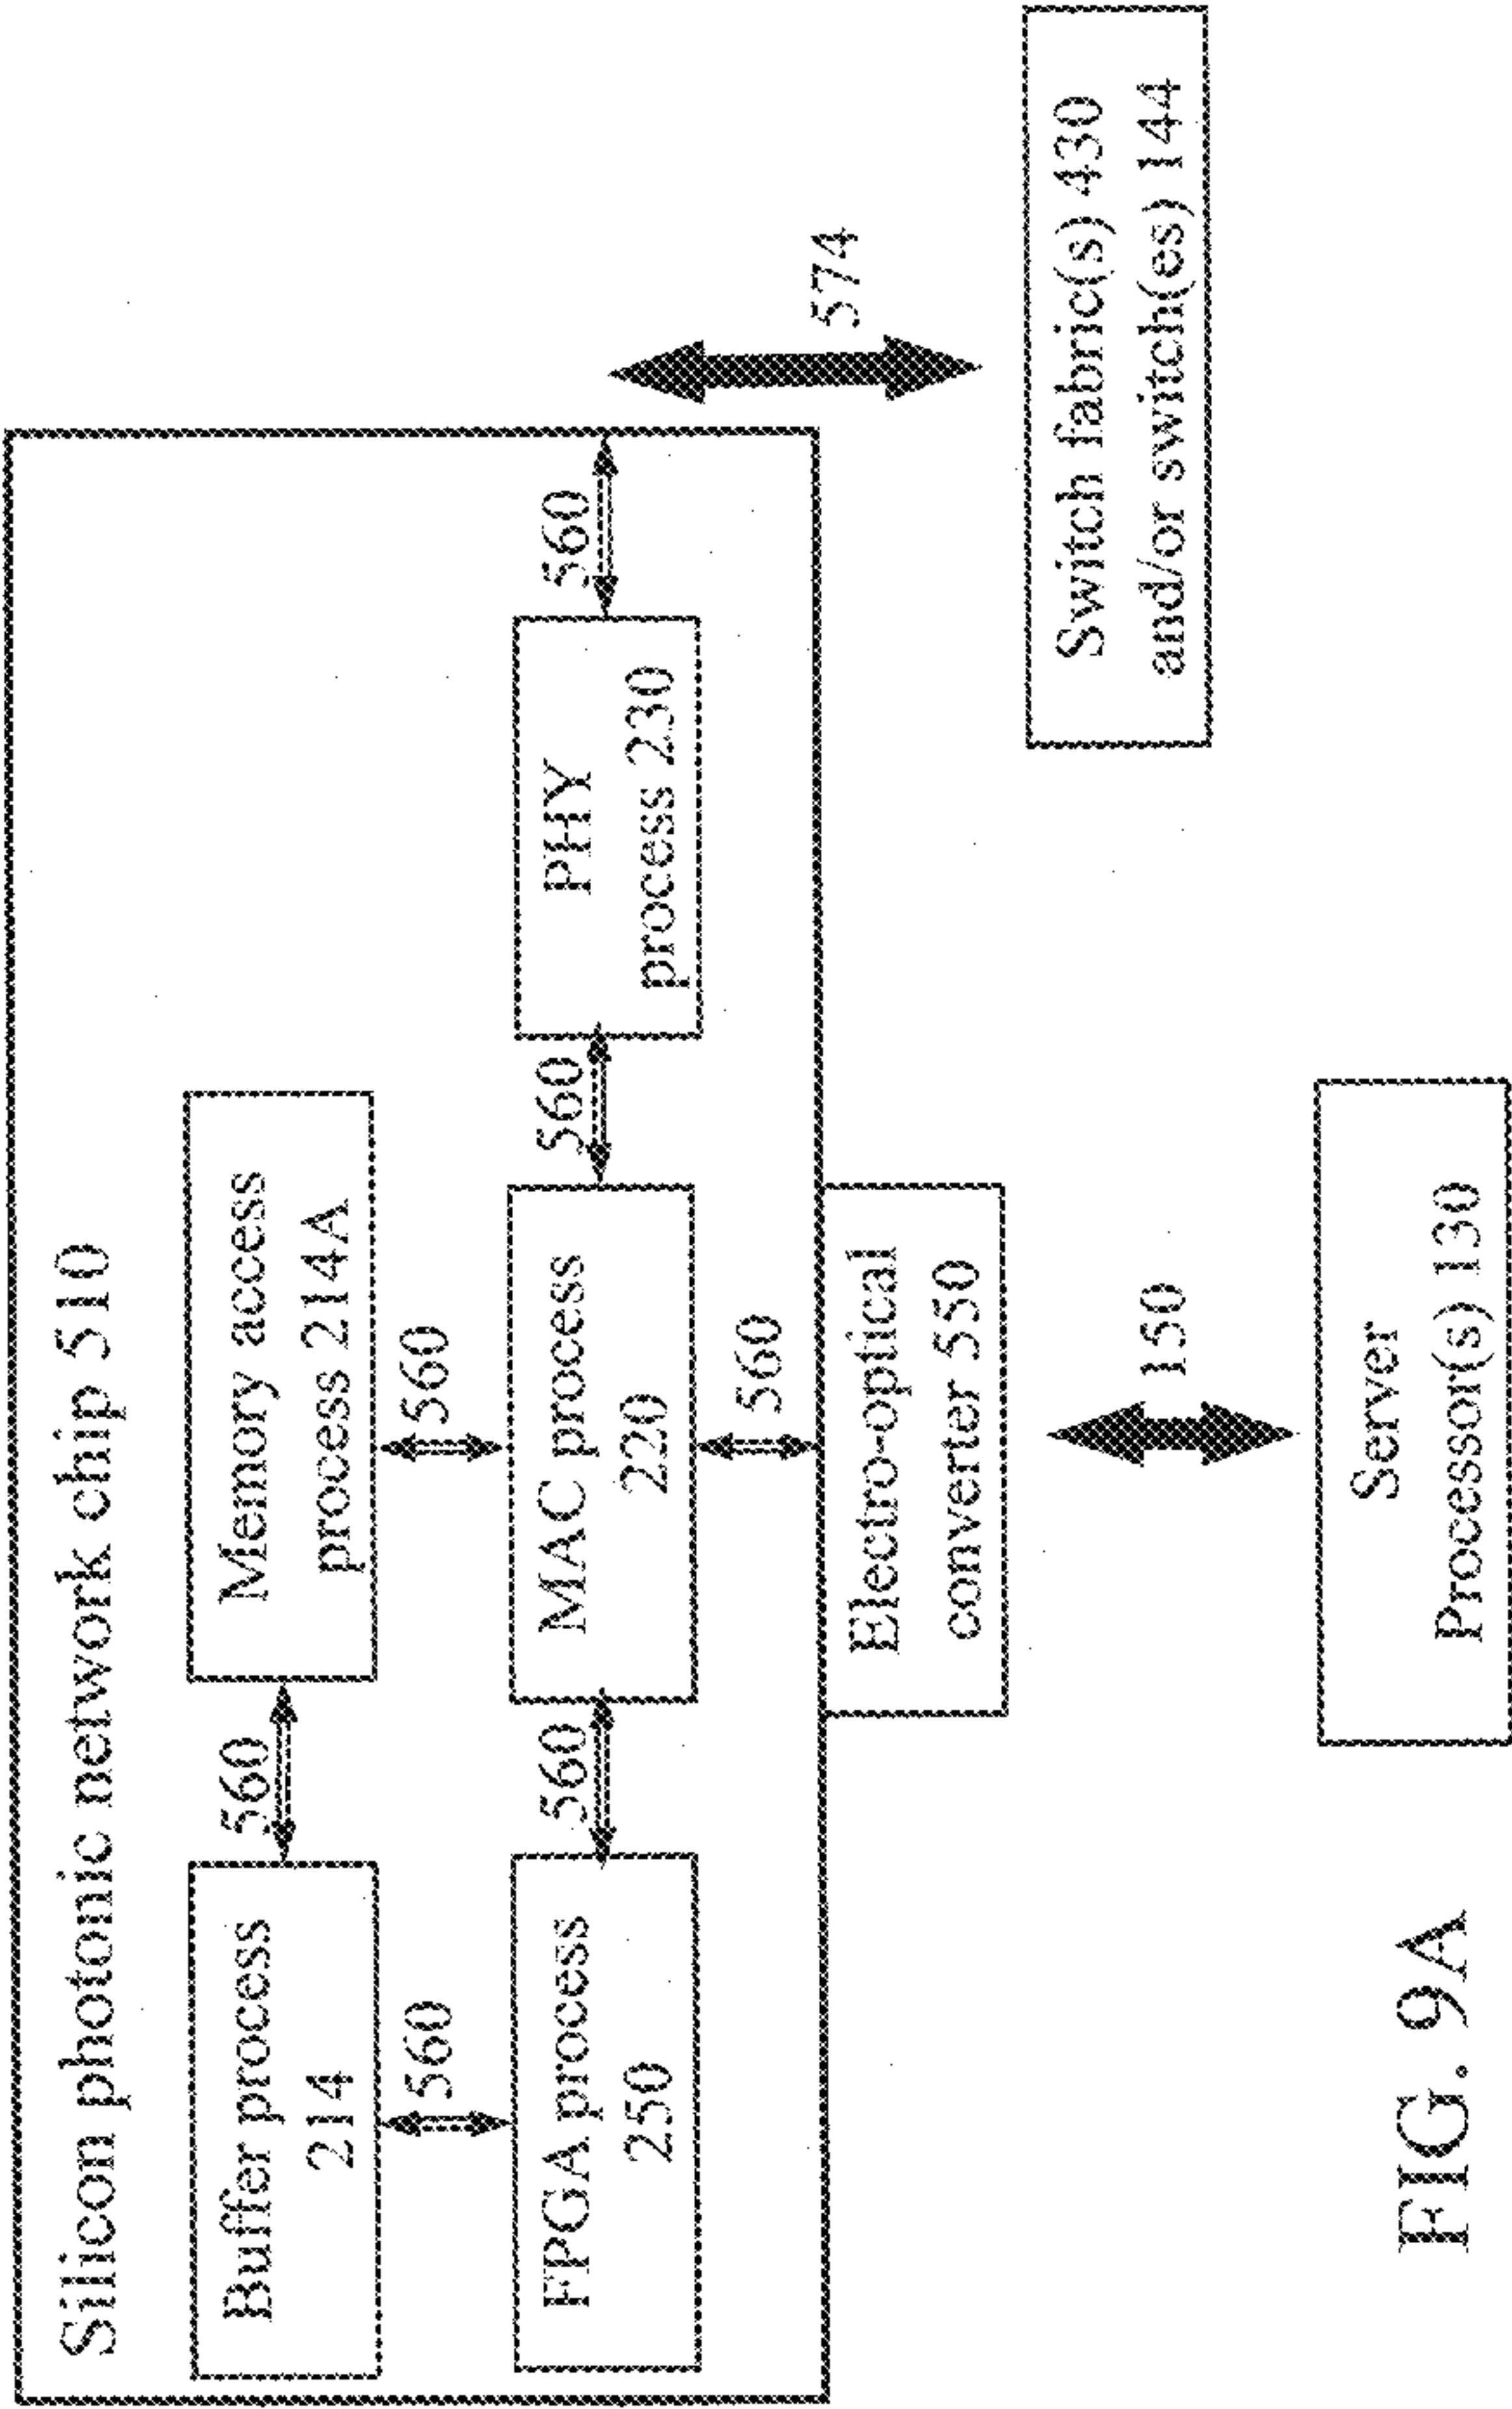 Silicon photonic network chip 510
Buffer process
214
560
Memory access
process 214A
560
560
FPGA process
250
560
MAC process
220
560
PHY
process 230
560
560
Electro-optical
converter 550
574
150
Switch fabric(s) 430
and/or switch(es) 144
Server
Processor(s) 130
FIG. 9A